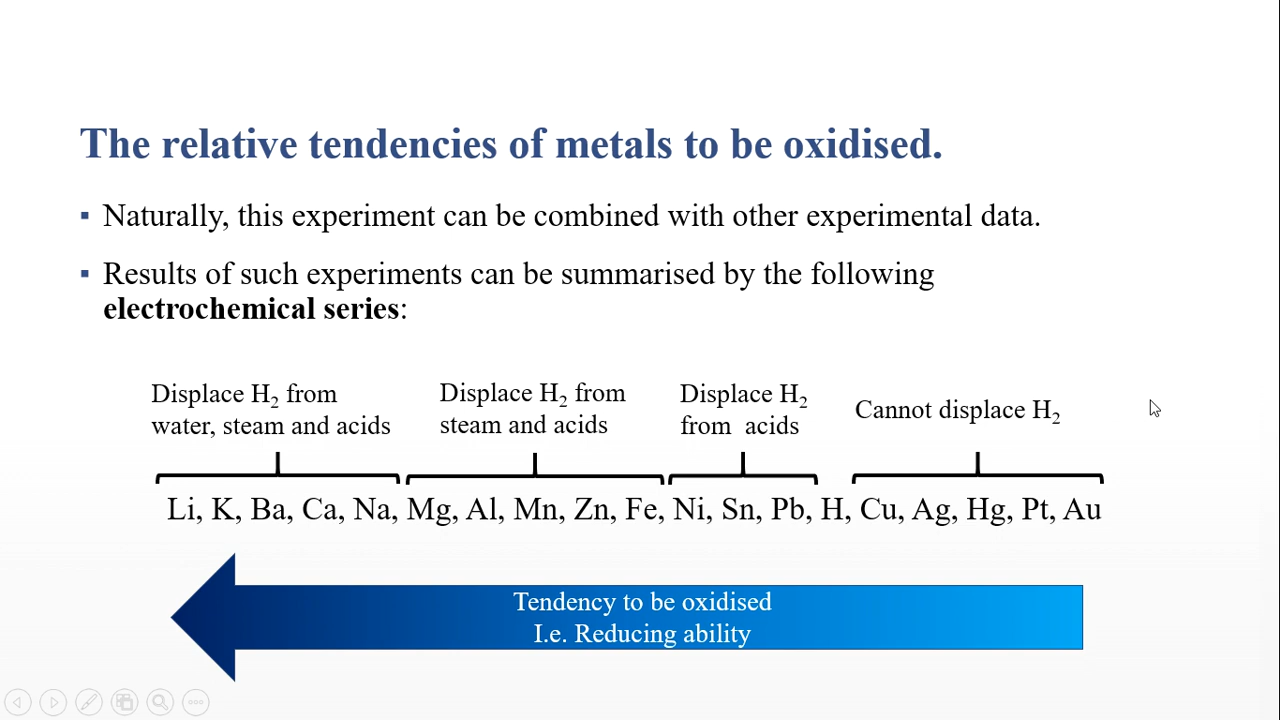 The relative tendencies of metals to be oxidised.
▪ Naturally, this experiment can be combined with other experimental data.
▪ Results of such experiments can be summarised by the following
electrochemical series:
Displace H₂ from
water, steam and acids
Displace H₂ from
steam and acids
Displace H₂
from acids
Cannot displace H₂
Li, K, Ba, Ca, Na, Mg, Al, Mn, Zn, Fe, Ni, Sn, Pb, H, Cu, Ag, Hg, Pt, Au
Tendency to be oxidised
I.e. Reducing ability